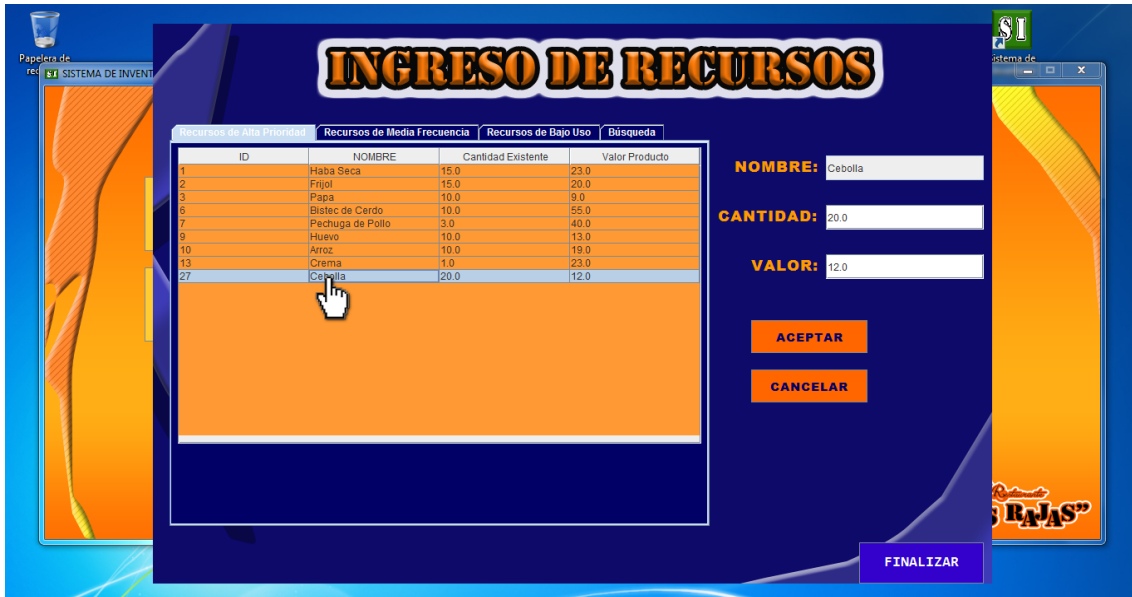 Papelera de
rec
SI SISTEMA DE INVENT
SI
sistema de
INGRESO DE RECURSOS
Recursos de Alta Prioridad Recursos de Media Frecuencia Recursos de Bajo Uso Búsqueda
ID NOMBRE Cantidad Existente Valor Producto
1 Haba Seca 15.0 23.0
2 Frijol 15.0 20.0
3 Papa 10.0 9.0
6 Bistec de Cerdo 10.0 55.0
7 Pechuga de Pollo 3.0 40.0
9 Huevo 10.0 13.0
10 Arroz 10.0 19.0
13 Crema 1.0 23.0
27 Cebolla 20.0 12.0
NOMBRE: Cebolla
CANTIDAD: 20.0
VALOR: 12.0
ACEPTAR
CANCELAR
Restaurante
RAJAS”
FINALIZAR